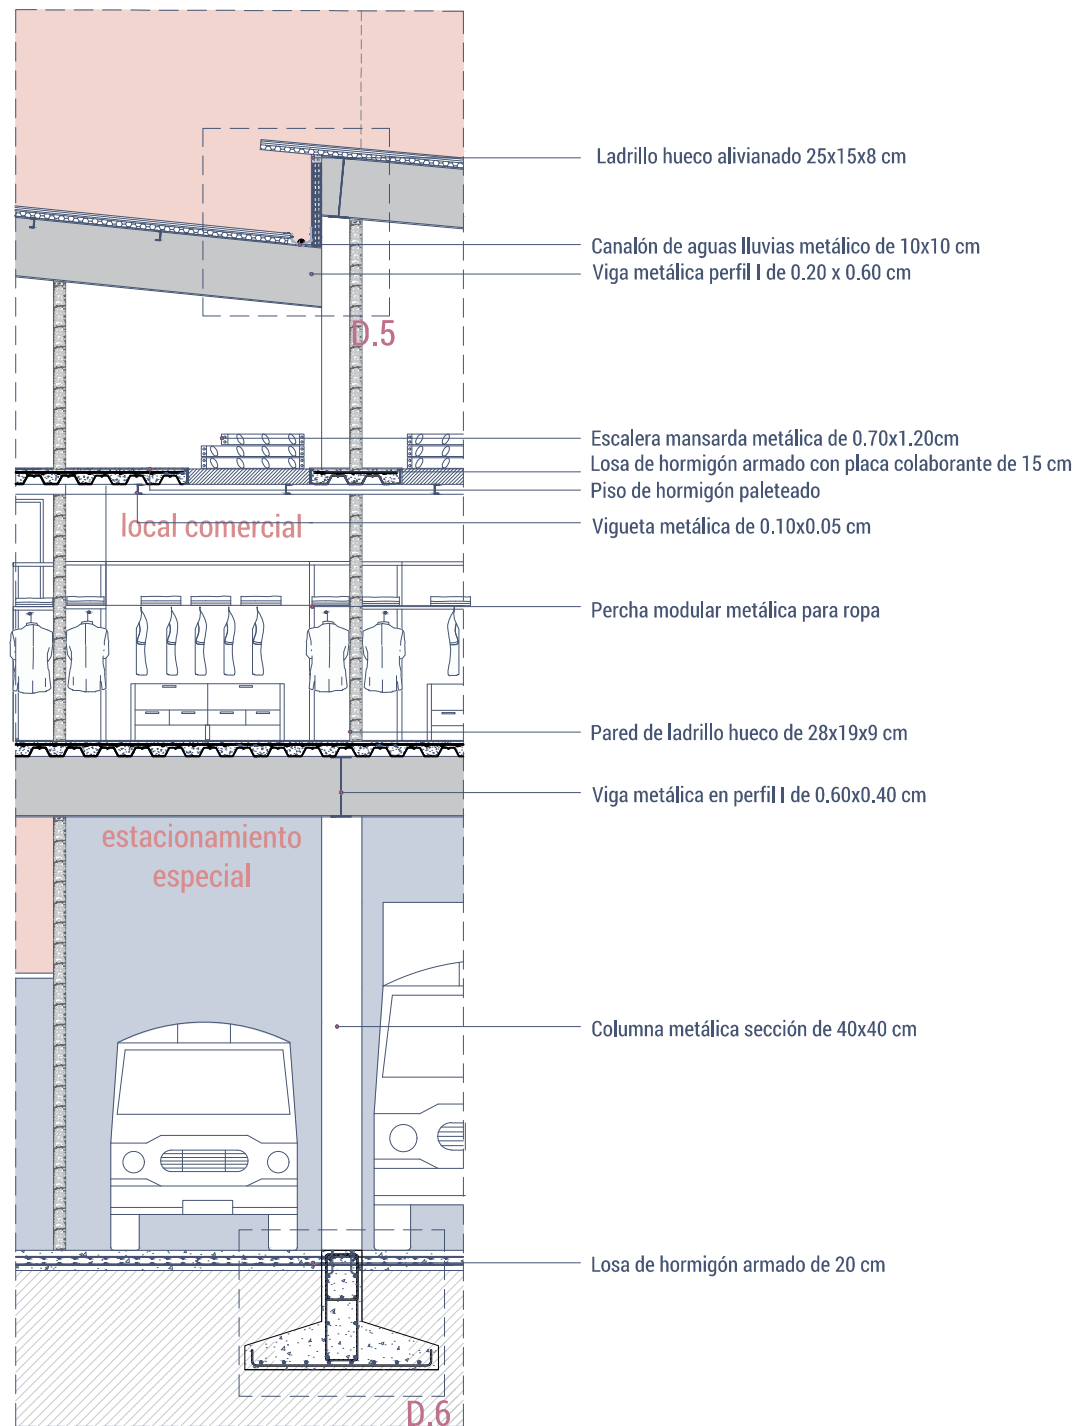 Ladrillo hueco alivianado 25x15x8 cm
Canalón de aguas lluvias metálico de 10x10 cm
Viga metálica perfil I de 0.20 x 0.60 cm
D.5
Escalera mansarda metálica de 0.70x1.20cm
Losa de hormigón armado con placa colaborante de 15 cm
Piso de hormigón paleteado
local comercial
Vigueta metálica de 0.10x0.05 cm
Percha modular metálica para ropa
Pared de ladrillo hueco de 28x19x9 cm
Viga metálica en perfil I de 0.60x0.40 cm
estacionamiento
especial
Columna metálica sección de 40x40 cm
Losa de hormigón armado de 20 cm
D.6